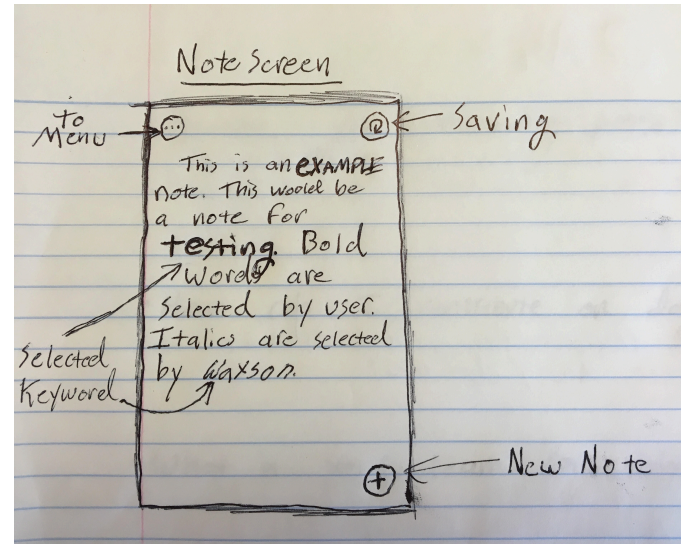 Note Screen
To
Menu
Saving
This is an EXAMPLE
note. This would be
a note for
testing. Bold
words are
selected by user.
Italics are selected
by Waxson.
Selected
Keyword
New Note